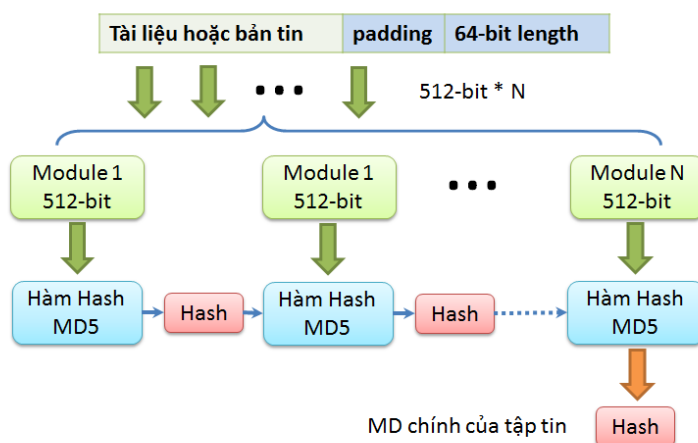 Tài liệu hoặc bản tin padding 64-bit length
512-bit * N
Module 1 Module 1 Module N
512-bit 512-bit 512-bit
Hàm Hash Hash Hàm Hash Hash Hàm Hash
MD5 MD5 MD5
MD chính của tập tin Hash